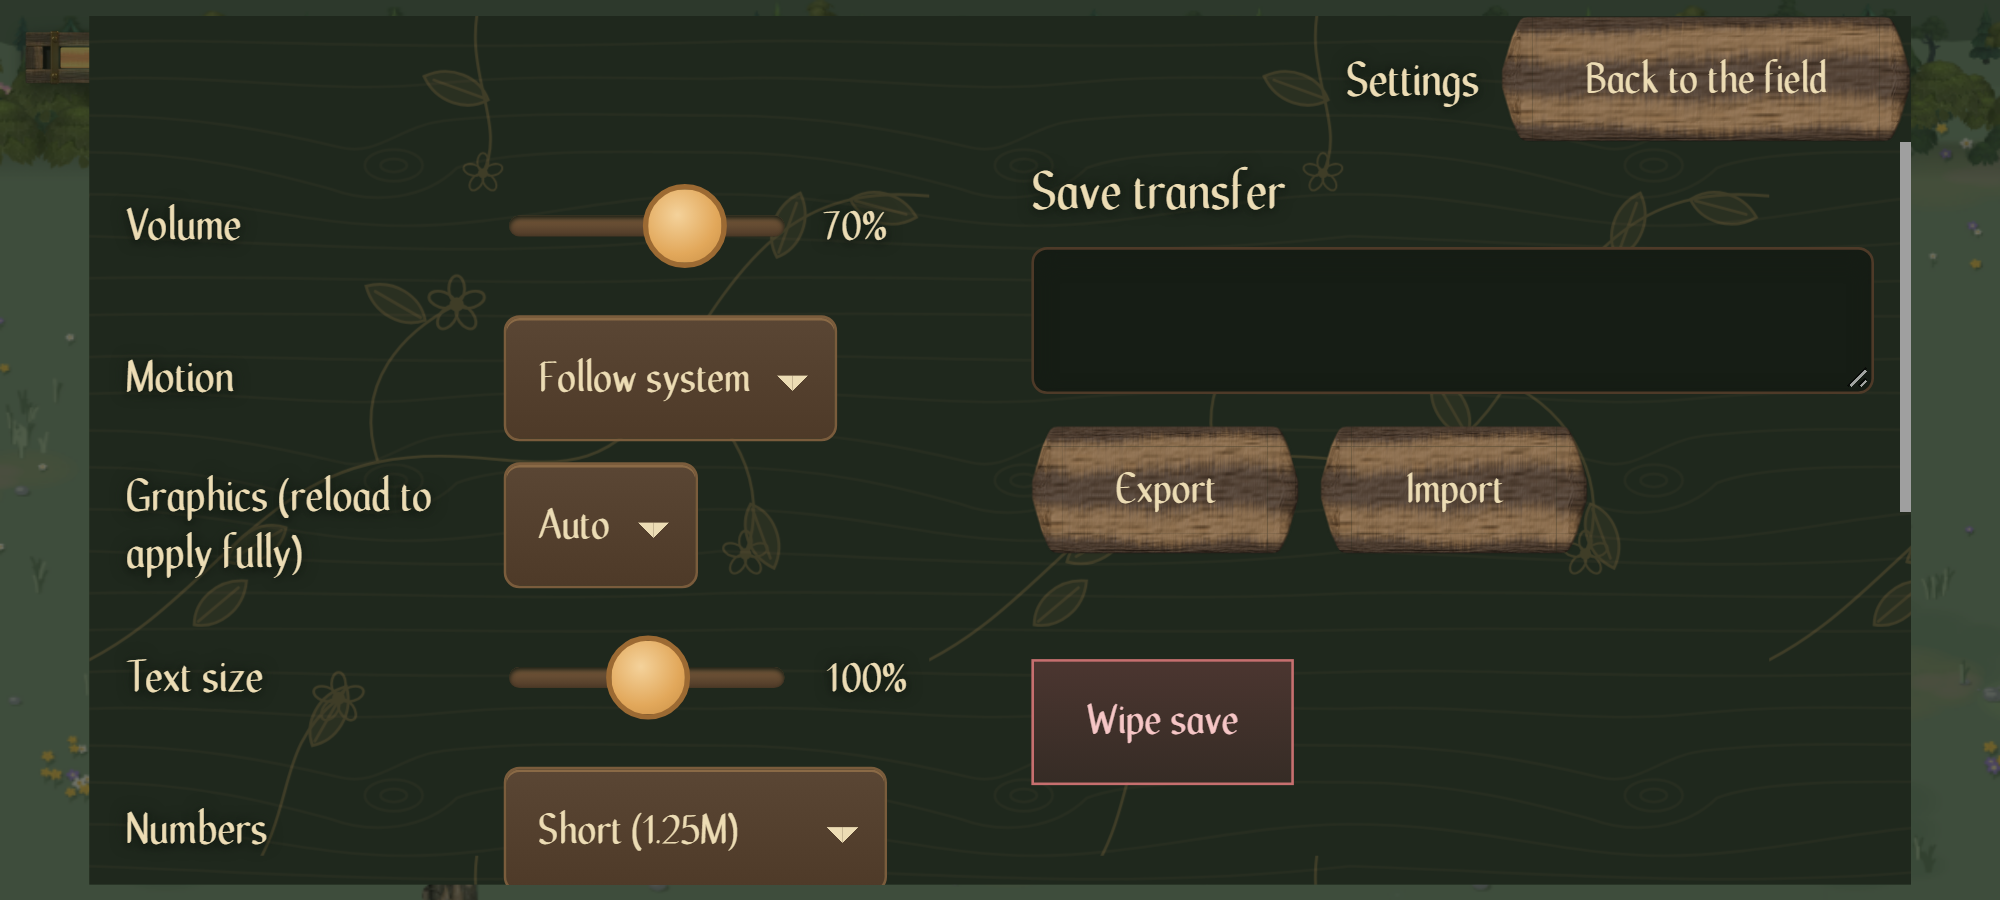 Settings
Back to the field
Volume
70%
Motion
Follow system
Graphics (reload to
apply fully)
Auto
Text size
100%
Numbers
Short (1.25M)
Save transfer
Export
Import
Wipe save